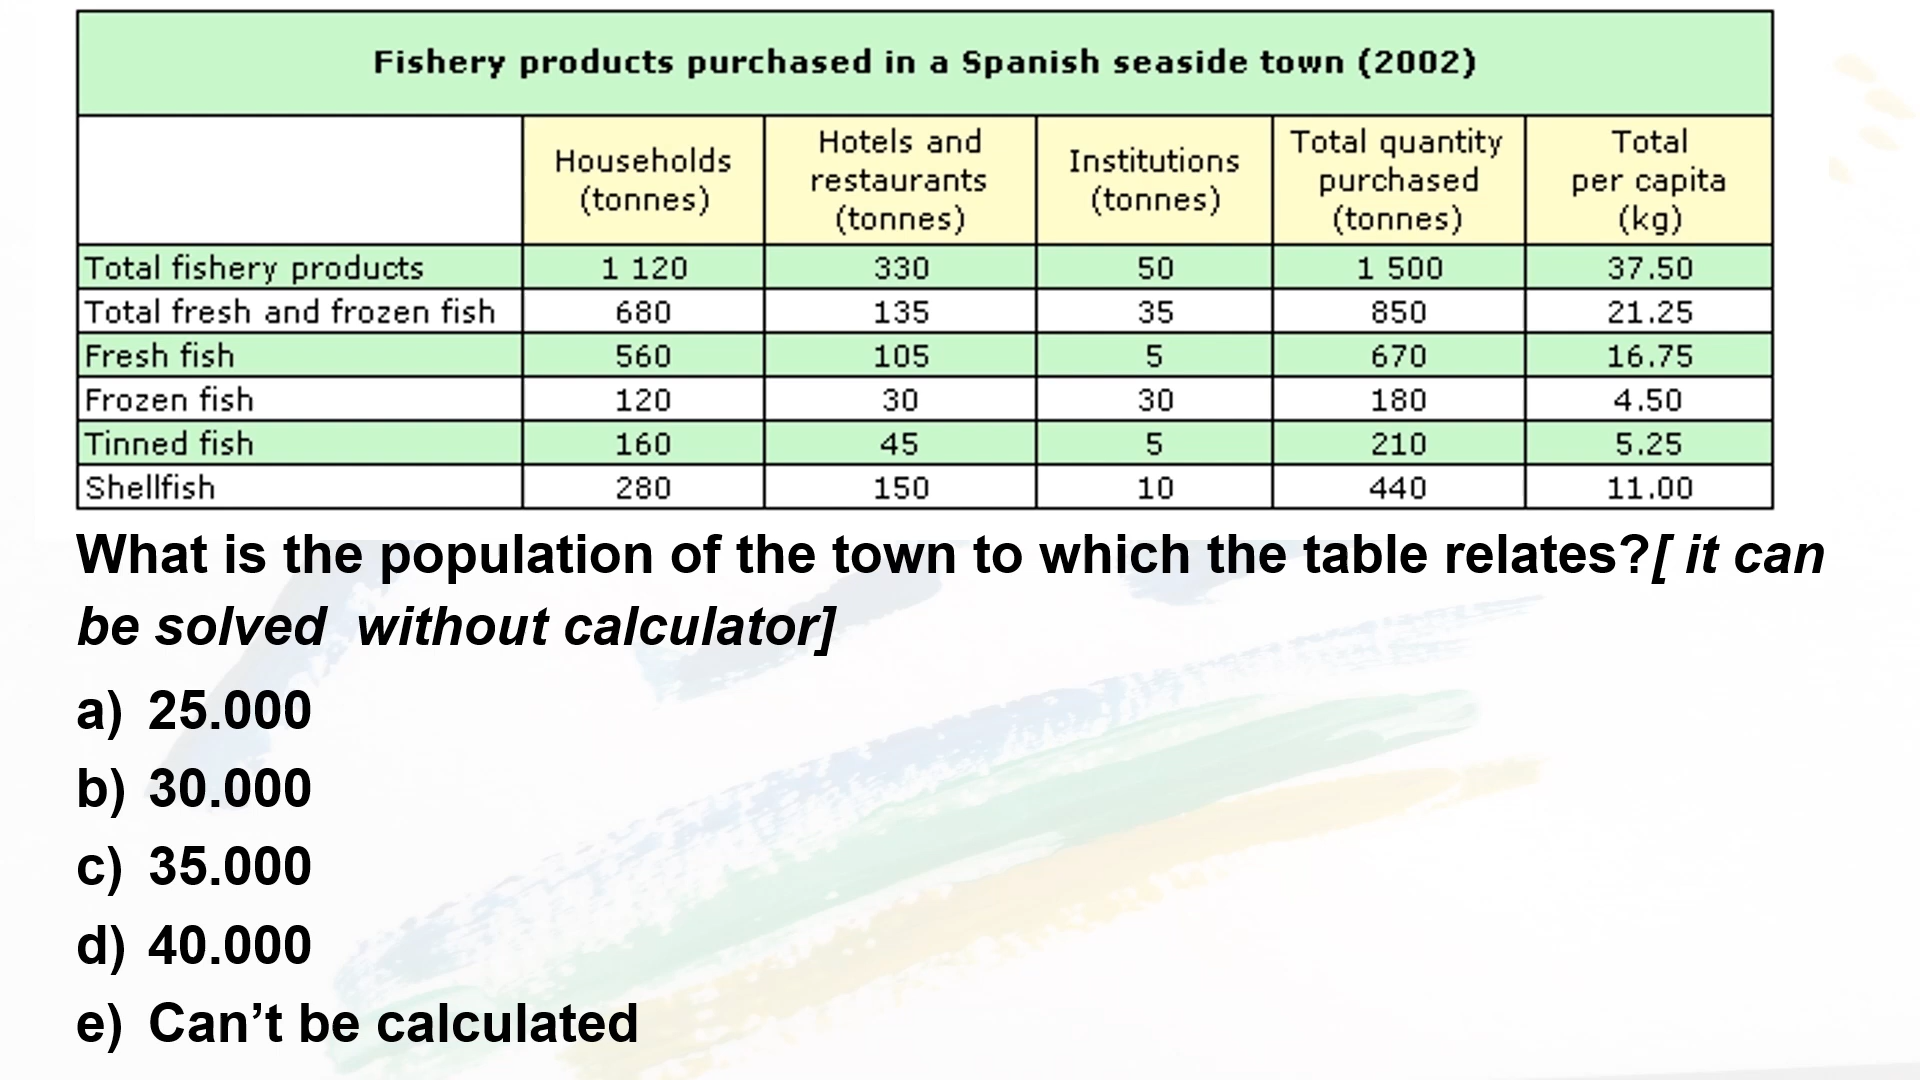 Fishery products purchased in a Spanish seaside town (2002)
Households (tonnes) Hotels and restaurants (tonnes) Institutions (tonnes) Total quantity purchased (tonnes) Total per capita (kg)
Total fishery products 1 120 330 50 1 500 37.50
Total fresh and frozen fish 680 135 35 850 21.25
Fresh fish 560 105 5 670 16.75
Frozen fish 120 30 30 180 4.50
Tinned fish 160 45 5 210 5.25
Shellfish 280 150 10 440 11.00
What is the population of the town to which the table relates?[ it can
be solved  without calculator]
a) 25.000
b) 30.000
c) 35.000
d) 40.000
e) Can’t be calculated